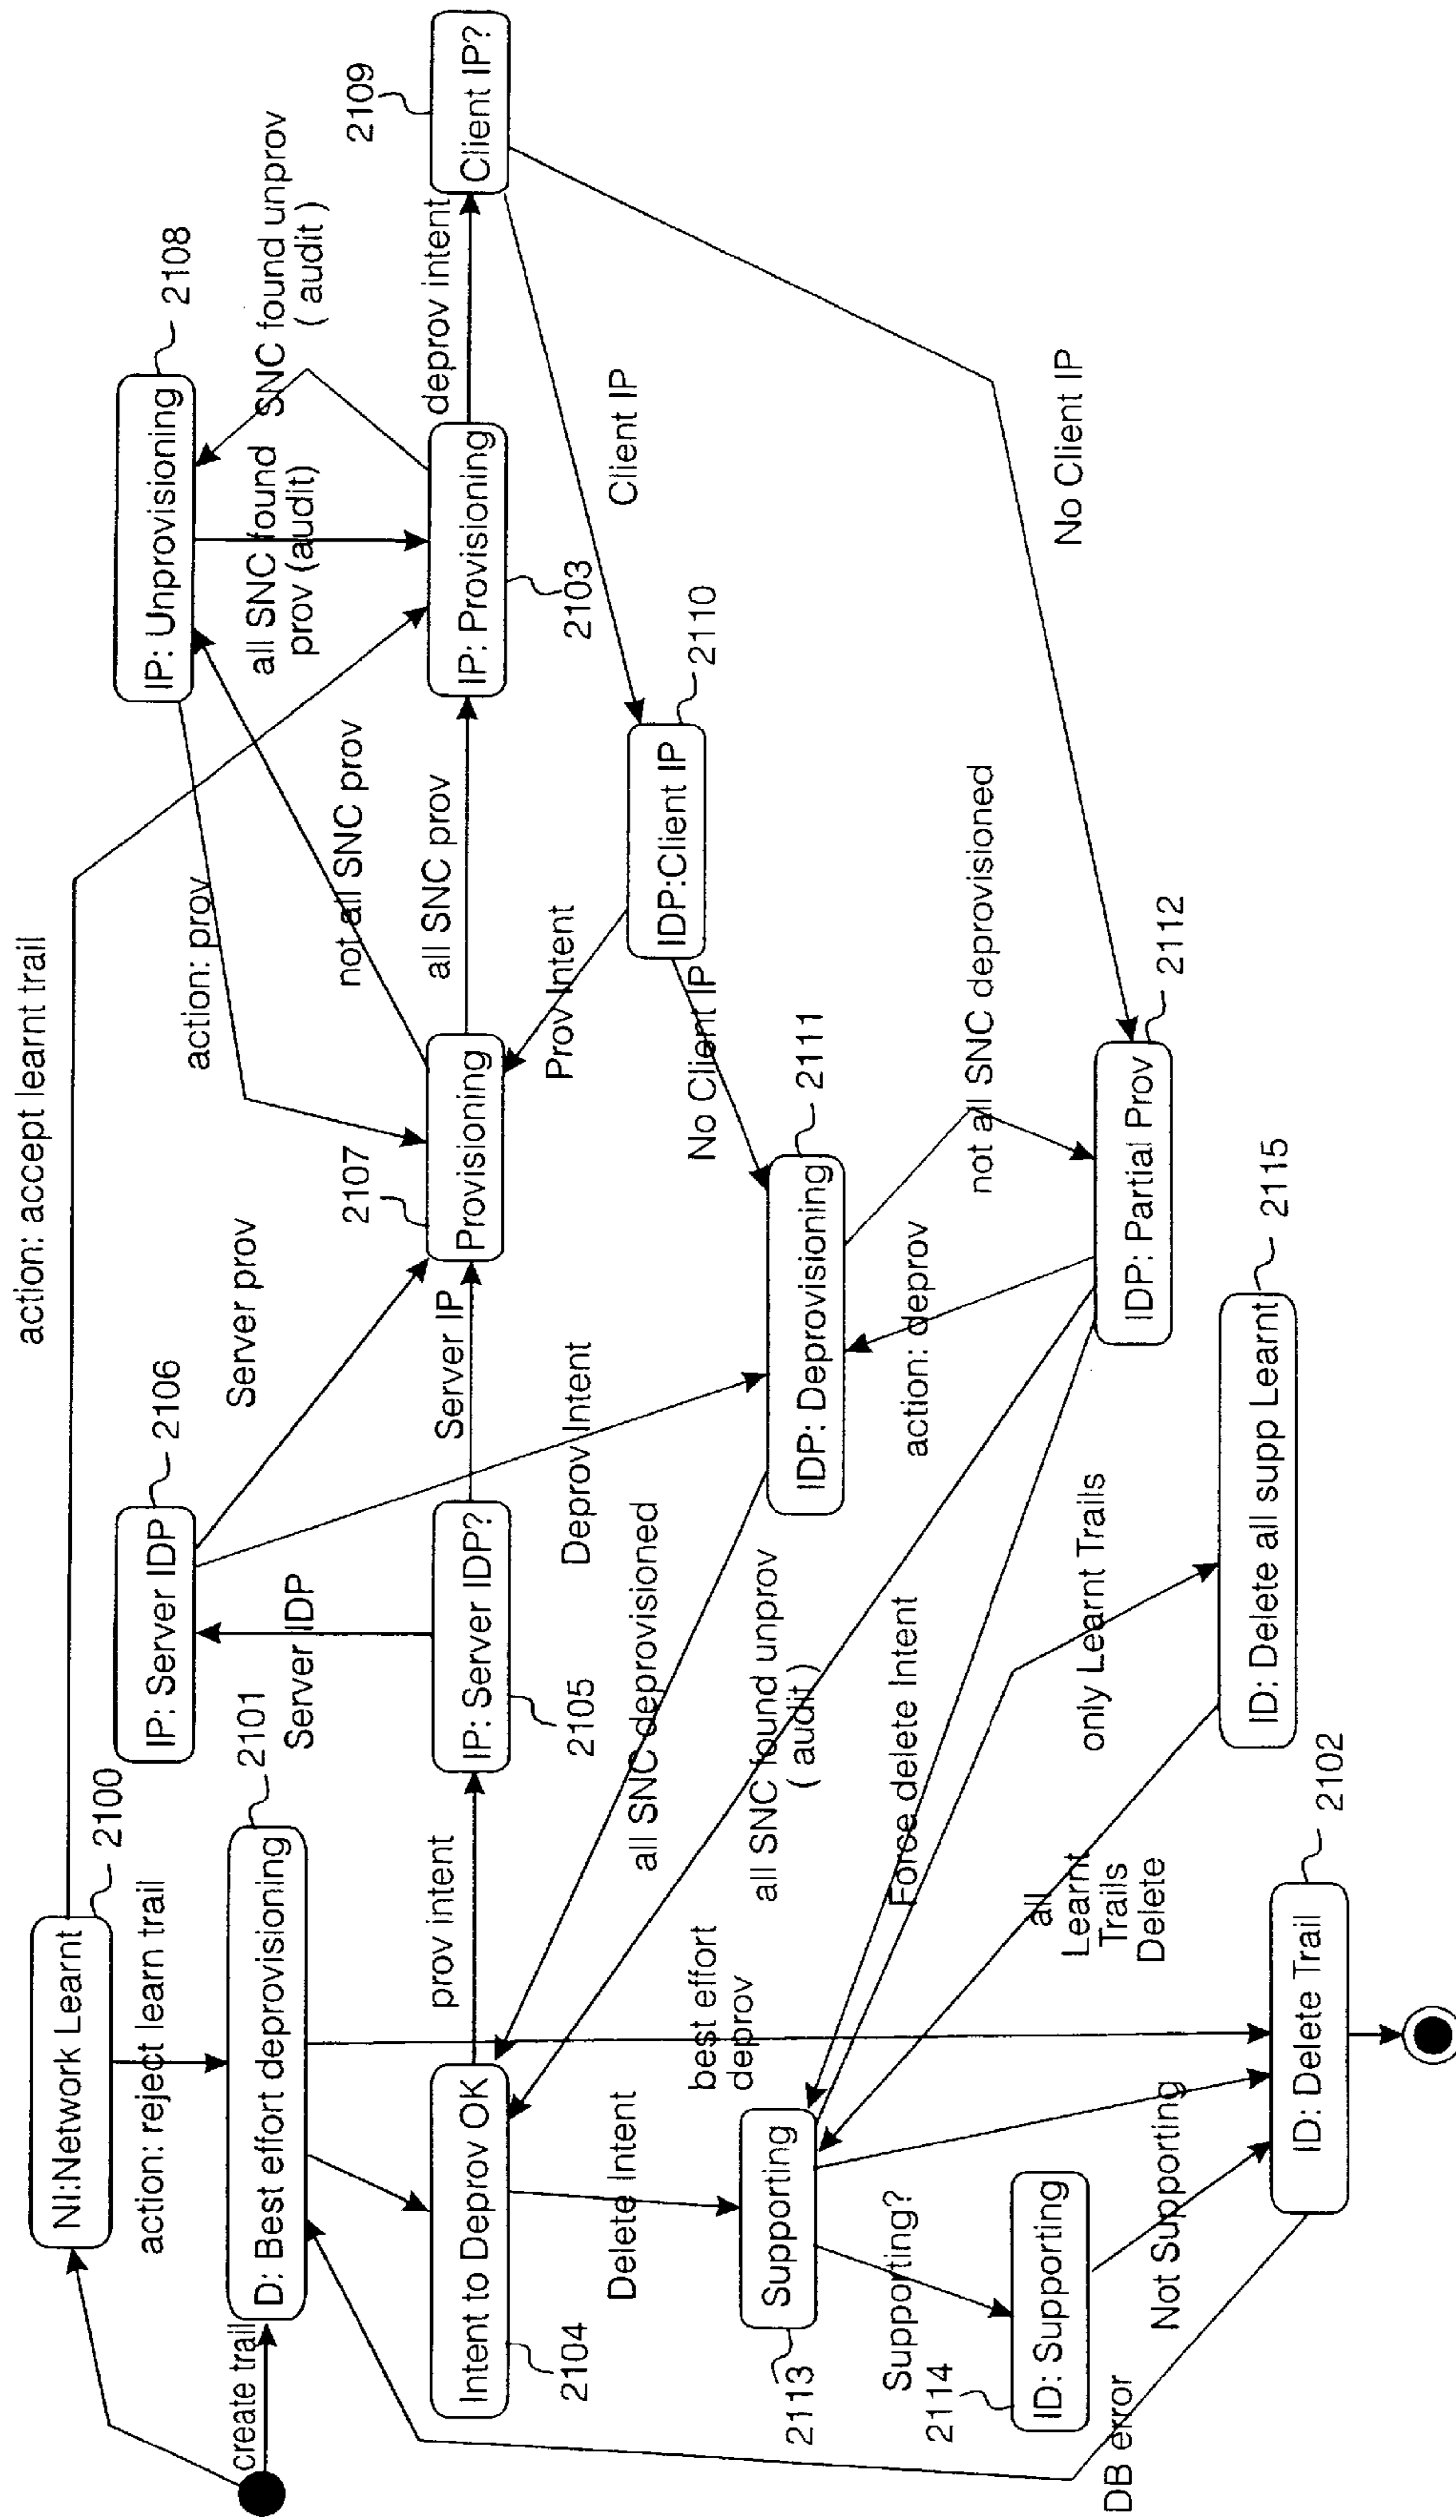 action: accept learnt trail
NI:Network Learnt
2100
action: reject learn trail
create trail
D: Best effort deprovisioning
2101
IP: Server IDP
2106
Server IDP
Server prov
IP: Unprovisioning
2108
action: prov
not all SNC prov
all SNC found
prov (audit)
SNC found unprov
( audit )
Intent to Deprov OK
2104
prov intent
IP: Server IDP?
2105
Server IP
Provisioning
2107
all SNC prov
IP: Provisioning
2103
deprov intent
Client IP?
2109
Client IP
No Client IP
IDP:Client IP
2110
Prov Intent
No Client IP
Deprov Intent
IDP: Deprovisioning
2111
all SNC deprovisioned
all SNC found unprov
( audit )
not all SNC deprovisioned
action: deprov
IDP: Partial Prov
2112
Delete Intent
best effort
deprov
Force delete Intent
only Learnt Trails
Supporting
2113
Supporting?
ID: Supporting
2114
Not Supporting
all
Learnt
Trails
Delete
ID: Delete all supp Learnt
2115
ID: Delete Trail
2102
DB error